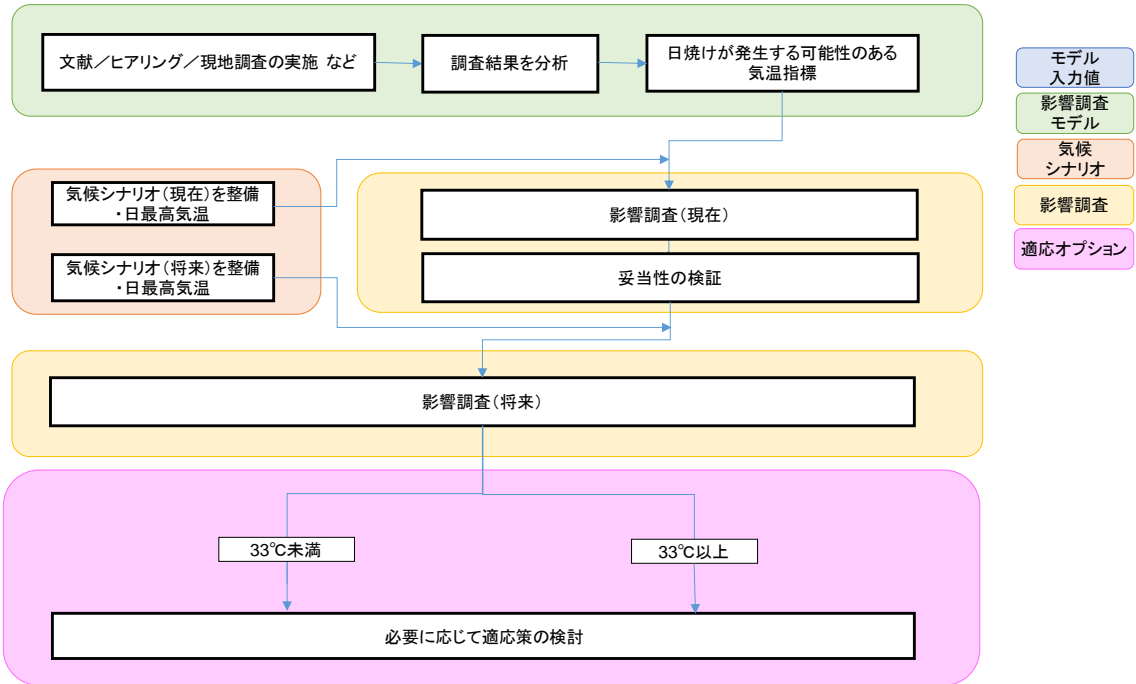 文献／ヒアリング／現地調査の実施 など
調査結果を分析
日焼けが発生する可能性のある
気温指標
気候シナリオ（現在）を整備
・日最高気温
気候シナリオ（将来）を整備
・日最高気温
影響調査（現在）
妥当性の検証
影響調査（将来）
33℃未満
33℃以上
必要に応じて適応策の検討
モデル
入力値
影響調査
モデル
気候
シナリオ
影響調査
適応オプション